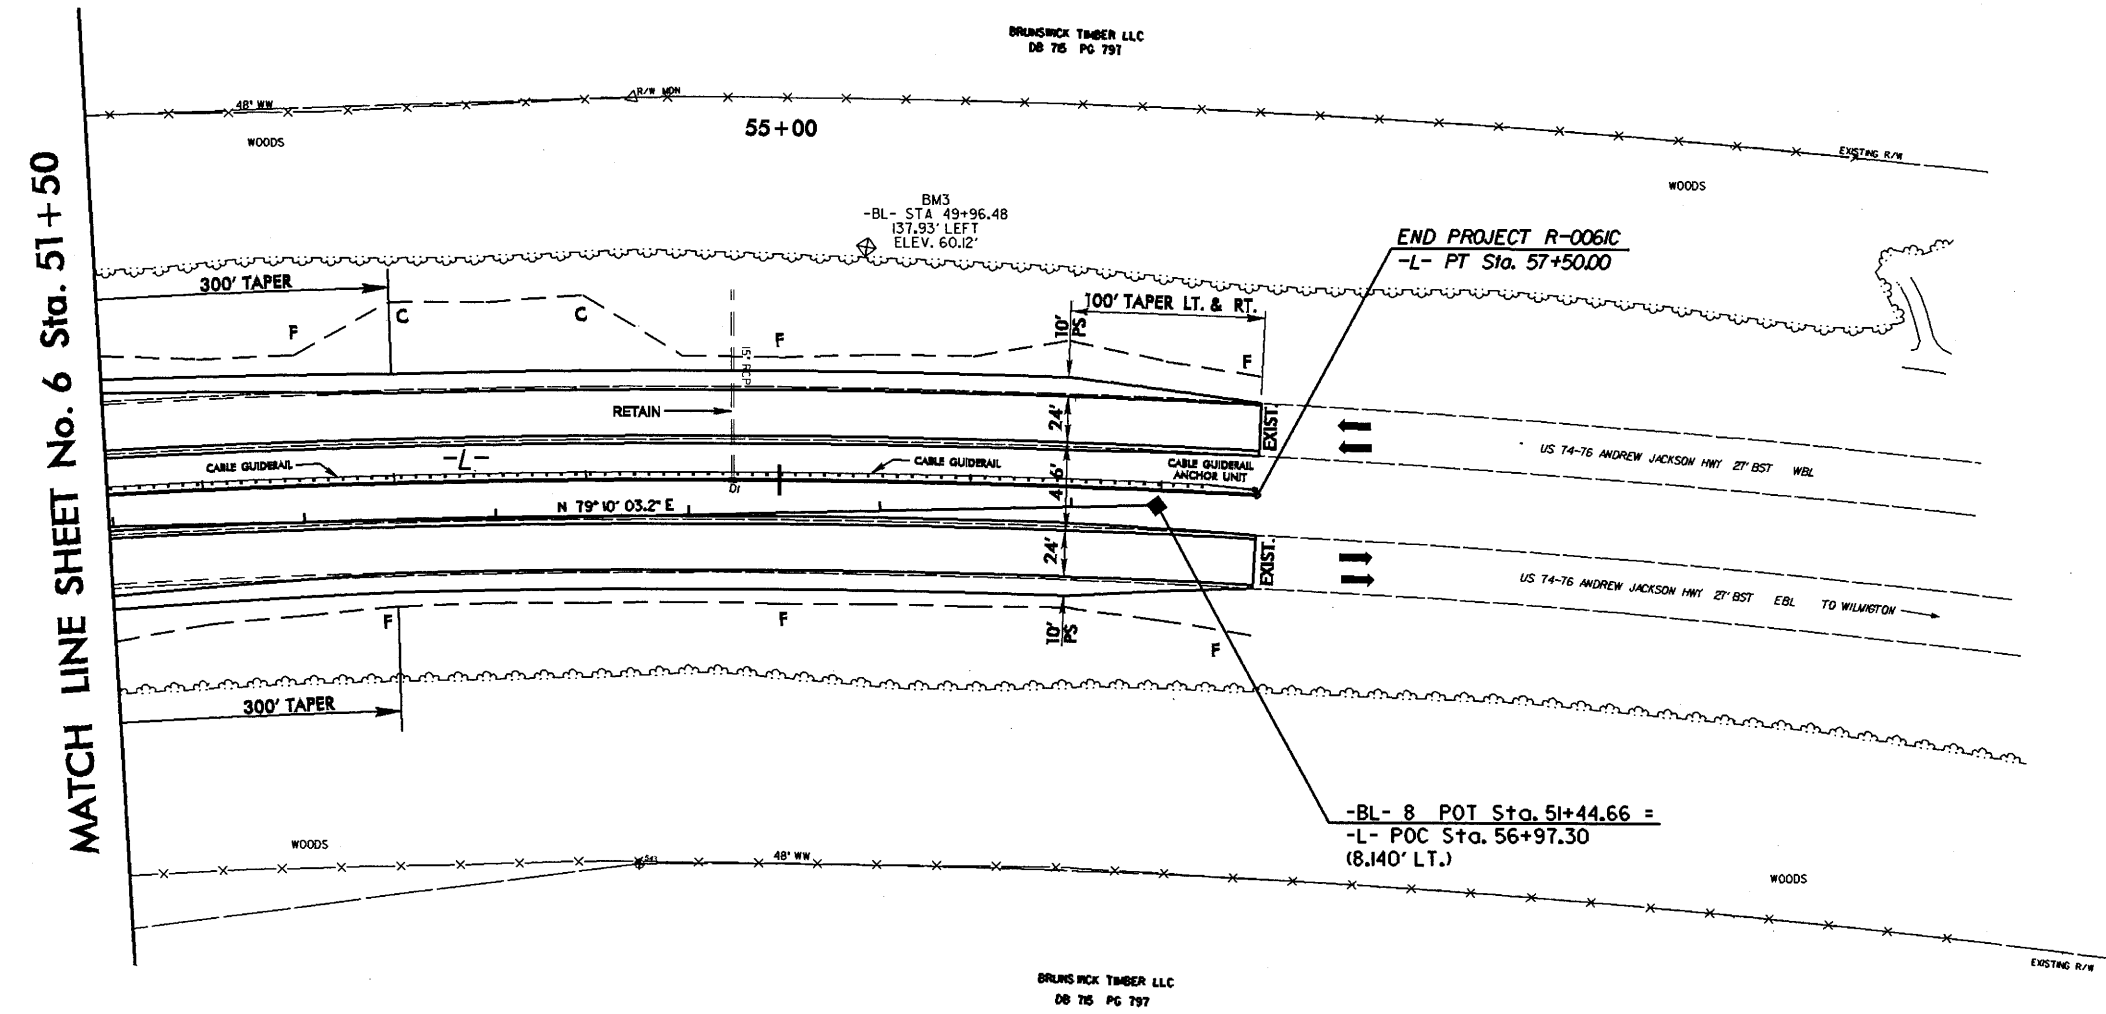 BRUNSWICK TIMBER LLC
DB 715 PG 797
48" WW
R/W MON
55+00
WOODS
EXISTING R/W
WOODS
MATCH LINE SHEET No. 6 Sta. 51+50
BM3
-BL- STA 49+96.48
137.93' LEFT
ELEV. 60.12'
END PROJECT R-0061C
-L- PT Sta. 57+50.00
300' TAPER
100' TAPER LT. & RT.
C
C
F
F
F
10'
PS
15" RCP
RETAIN
24'
EXIST.
US 74-76 ANDREW JACKSON HWY 27' BST WBL
CABLE GUIDERAIL
-L-
CABLE GUIDERAIL
CABLE GUIDERAIL
ANCHOR UNIT
46'
DI
N 79° 10' 03.2" E
24'
EXIST.
US 74-76 ANDREW JACKSON HWY 27' BST EBL TO WILMIGTON
F
F
10'
PS
F
300' TAPER
-BL- 8 POT Sta. 51+44.66 =
-L- POC Sta. 56+97.30
(8.140' LT.)
WOODS
48" WW
WOODS
EXISTING R/W
BRUNSWICK TIMBER LLC
DB 715 PG 797